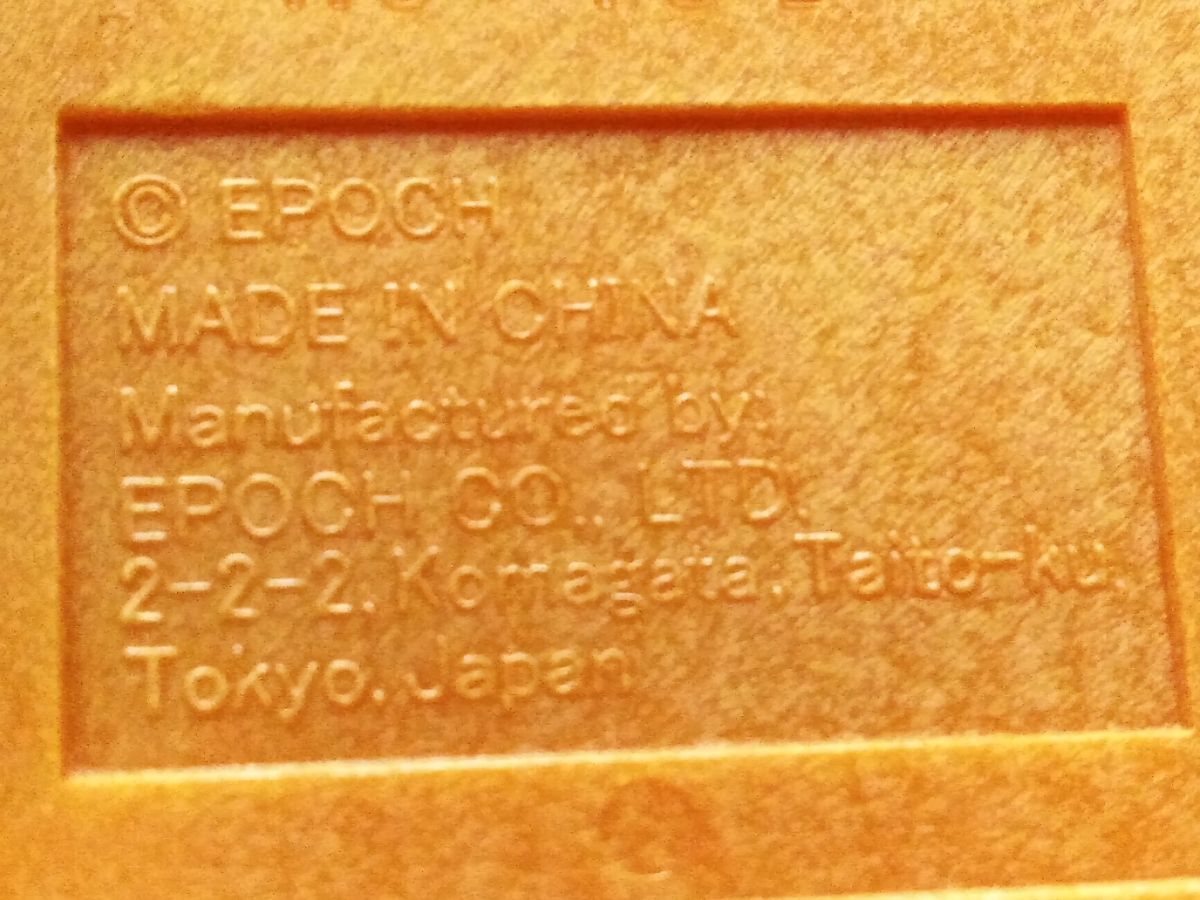 © EPOCH
MADE IN CHINA
Manufactured by:
EPOCH CO., LTD.
2-2-2, Komagata, Taito-ku,
Tokyo, Japan